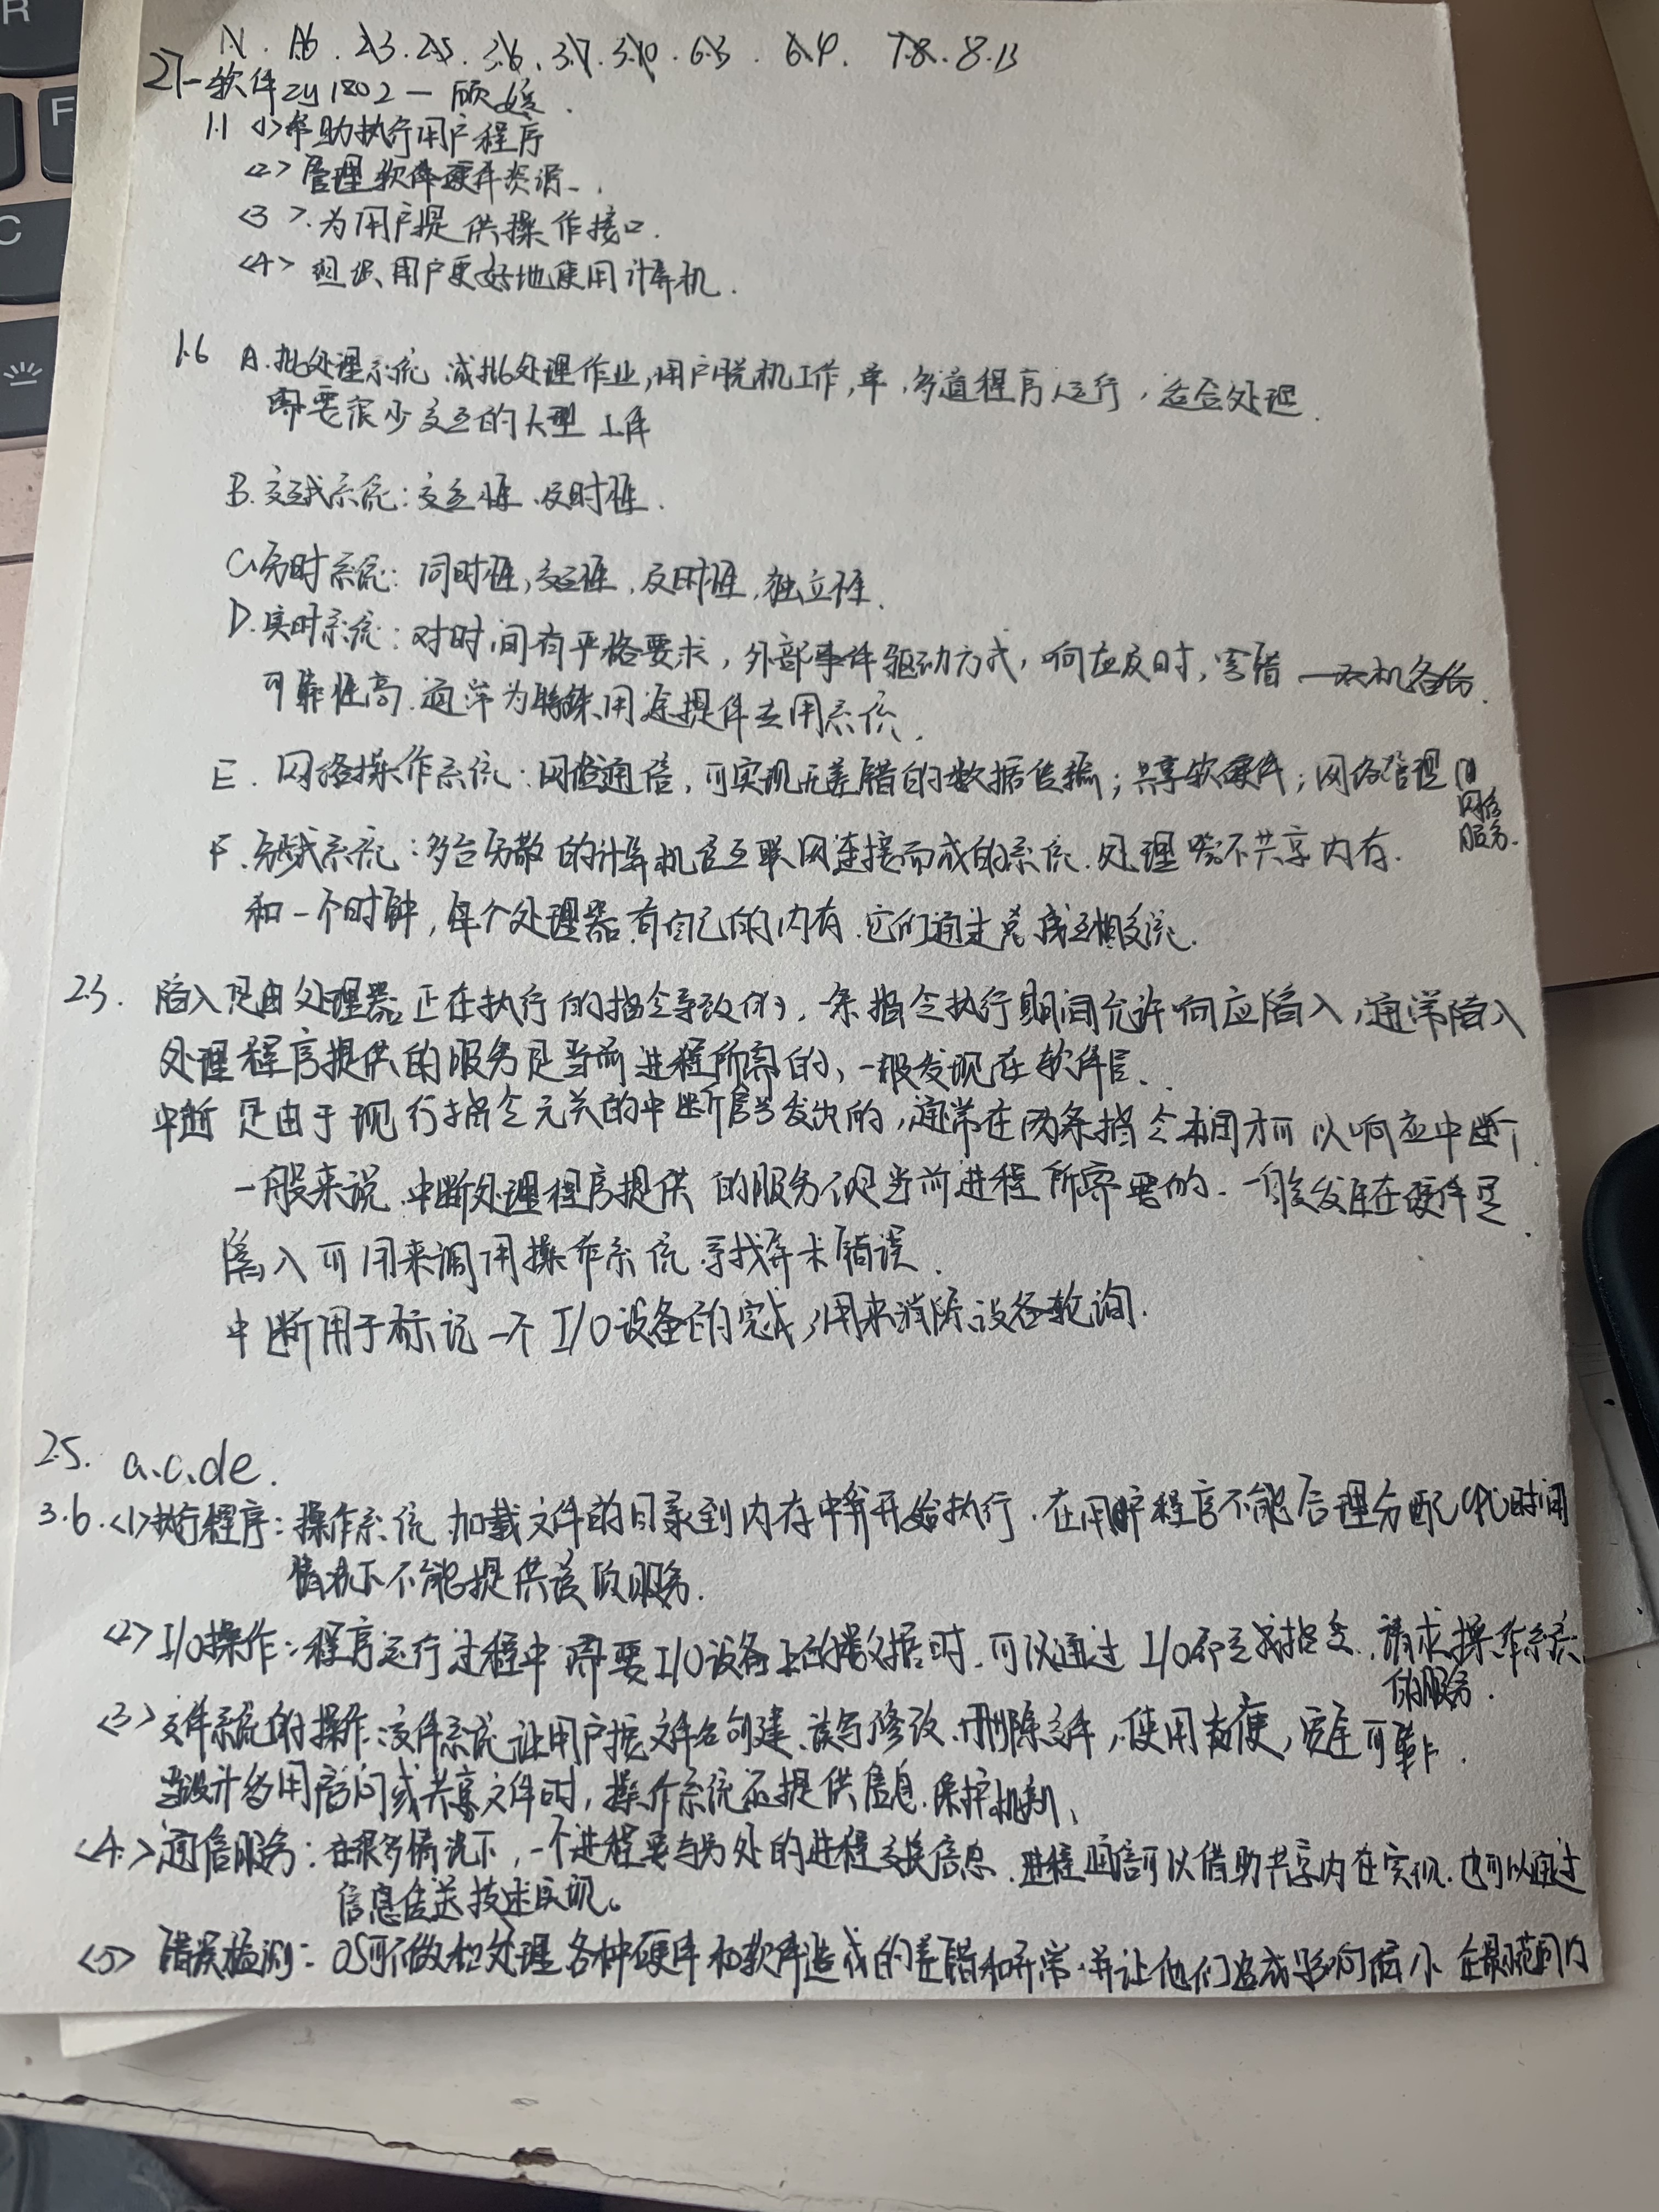 1.1. 1.6. 2.3. 2.5. 3.6. 3.7. 3.10. 6.3. 6.4. 7.8. 8.13
27-软件zy1802-顾
1.1 <1>帮助执行用户程序
<2>管理软件硬件资源.
<3>.为用户提供操作接口.
<4>组织用户更好地使用计算机.
1.6 A.批处理系统 成批处理作业,用户脱机工作,单,多道程序运行,适合处理
需要很少交互的大型工作
B.交互式系统:交互性.及时性.
C.分时系统:同时性,交互性,及时性,独立性.
D.实时系统:对时间有严格要求,外部事件驱动方式,响应及时,容错
可靠性高.通常为特殊用途提供专用系统.
E.网络操作系统:网络通信,可实现无差错的数据传输;共享软硬件;网络管理
网络
服务.
F.分散式系统:多台分散的计算机 互联网连接而成的系统.处理器不共享内存.
和一个时钟,每个处理器有自己的内存.它们通过总线互相交流.
2.3. 陷入是由处理器正在执行的指令导致的,一条指令执行期间允许响应陷入,通常陷入
处理程序提供的服务是当前进程所需的,一般发现在软件层.
中断是由于现行指令无关的中断信号发出的,通常在两条指令 可以响应中断.
一般来说.中断处理程序提供的服务不是当前进程所需要的.一般发生在硬件层
陷入可用来调用操作系统.寻找算术错误.
中断用于标记一个I/O设备的完成,用来消除设备轮询.
2.5. a.c.de.
3.6.<1>执行程序:操作系统加载文件的目录到内存中并开始执行.在用户程序不能合理分配CPU时间
情况下不能提供该 服务.
<2>I/O操作:程序运行过程中需要I/O设备上的数据时.可以通过I/O命令或指令.请求操作系统
的服务.
<3>文件系统的操作:文件系统让用户按文件名创建、读写修改、删除文件,使用方便,安全可靠.
当设计多用户访问或共享文件时,操作系统还提供信息.保护机制.
<4>通信服务:在很多情况下,一个进程要与另处的进程交换信息.进程通信可以借助共享内存实现.也可以通过
信息传送技术实现。
<5>错误检测:OS可 处理各种硬件和软件造成的差错和异常.并让他们造成影响 小 在最 范围内